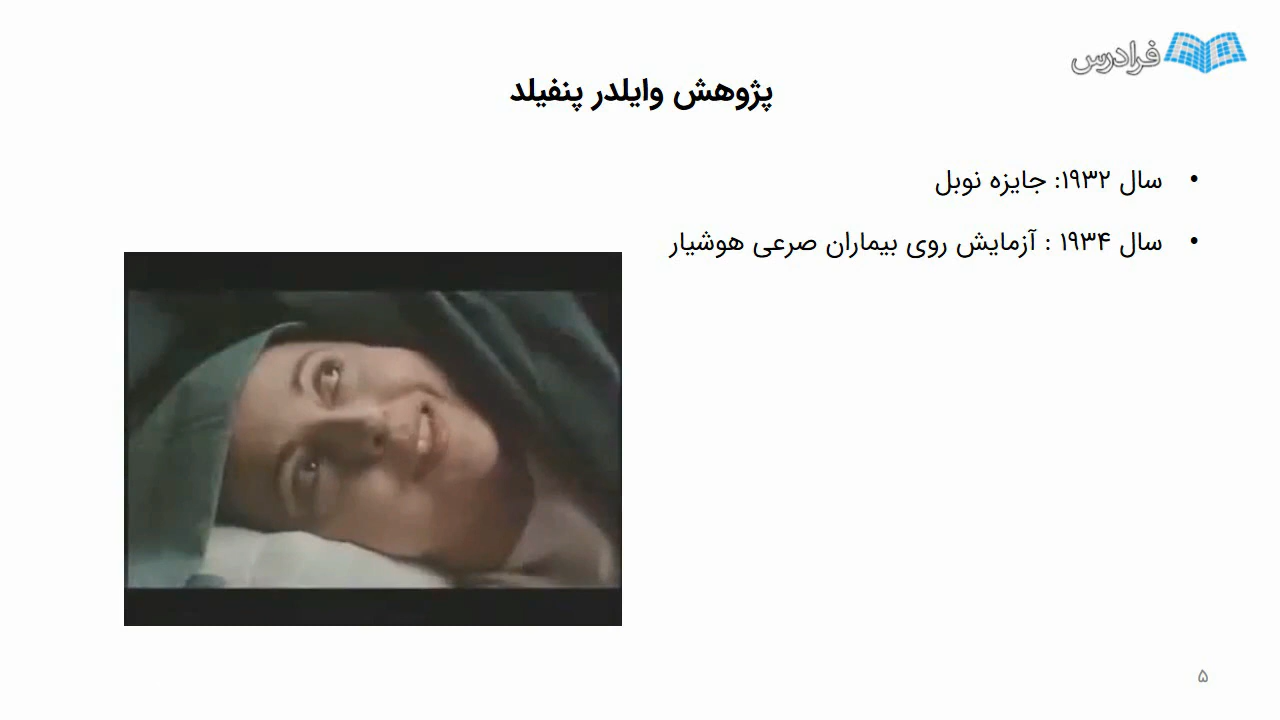 فرادرس
پژوهش وایلدر پنفیلد
• سال ۱۹۳۲: جایزه نوبل
• سال ۱۹۳۴ : آزمایش روی بیماران صرعی هوشیار
۵